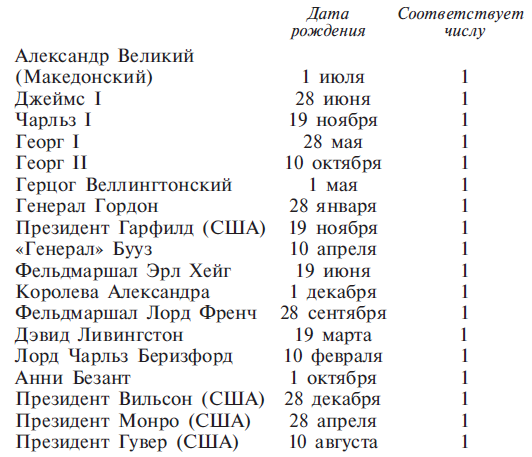 Дата Соответствует
рождения числу
Александр Великий
(Македонский) 1 июля 1
Джеймс I 28 июня 1
Чарльз I 19 ноября 1
Георг I 28 мая 1
Георг II 10 октября 1
Герцог Веллингтонский 1 мая 1
Генерал Гордон 28 января 1
Президент Гарфилд (США) 19 ноября 1
«Генерал» Бууз 10 апреля 1
Фельдмаршал Эрл Хейг 19 июня 1
Королева Александра 1 декабря 1
Фельдмаршал Лорд Френч 28 сентября 1
Дэвид Ливингстон 19 марта 1
Лорд Чарльз Беризфорд 10 февраля 1
Анни Безант 1 октября 1
Президент Вильсон (США) 28 декабря 1
Президент Монро (США) 28 апреля 1
Президент Гувер (США) 10 августа 1